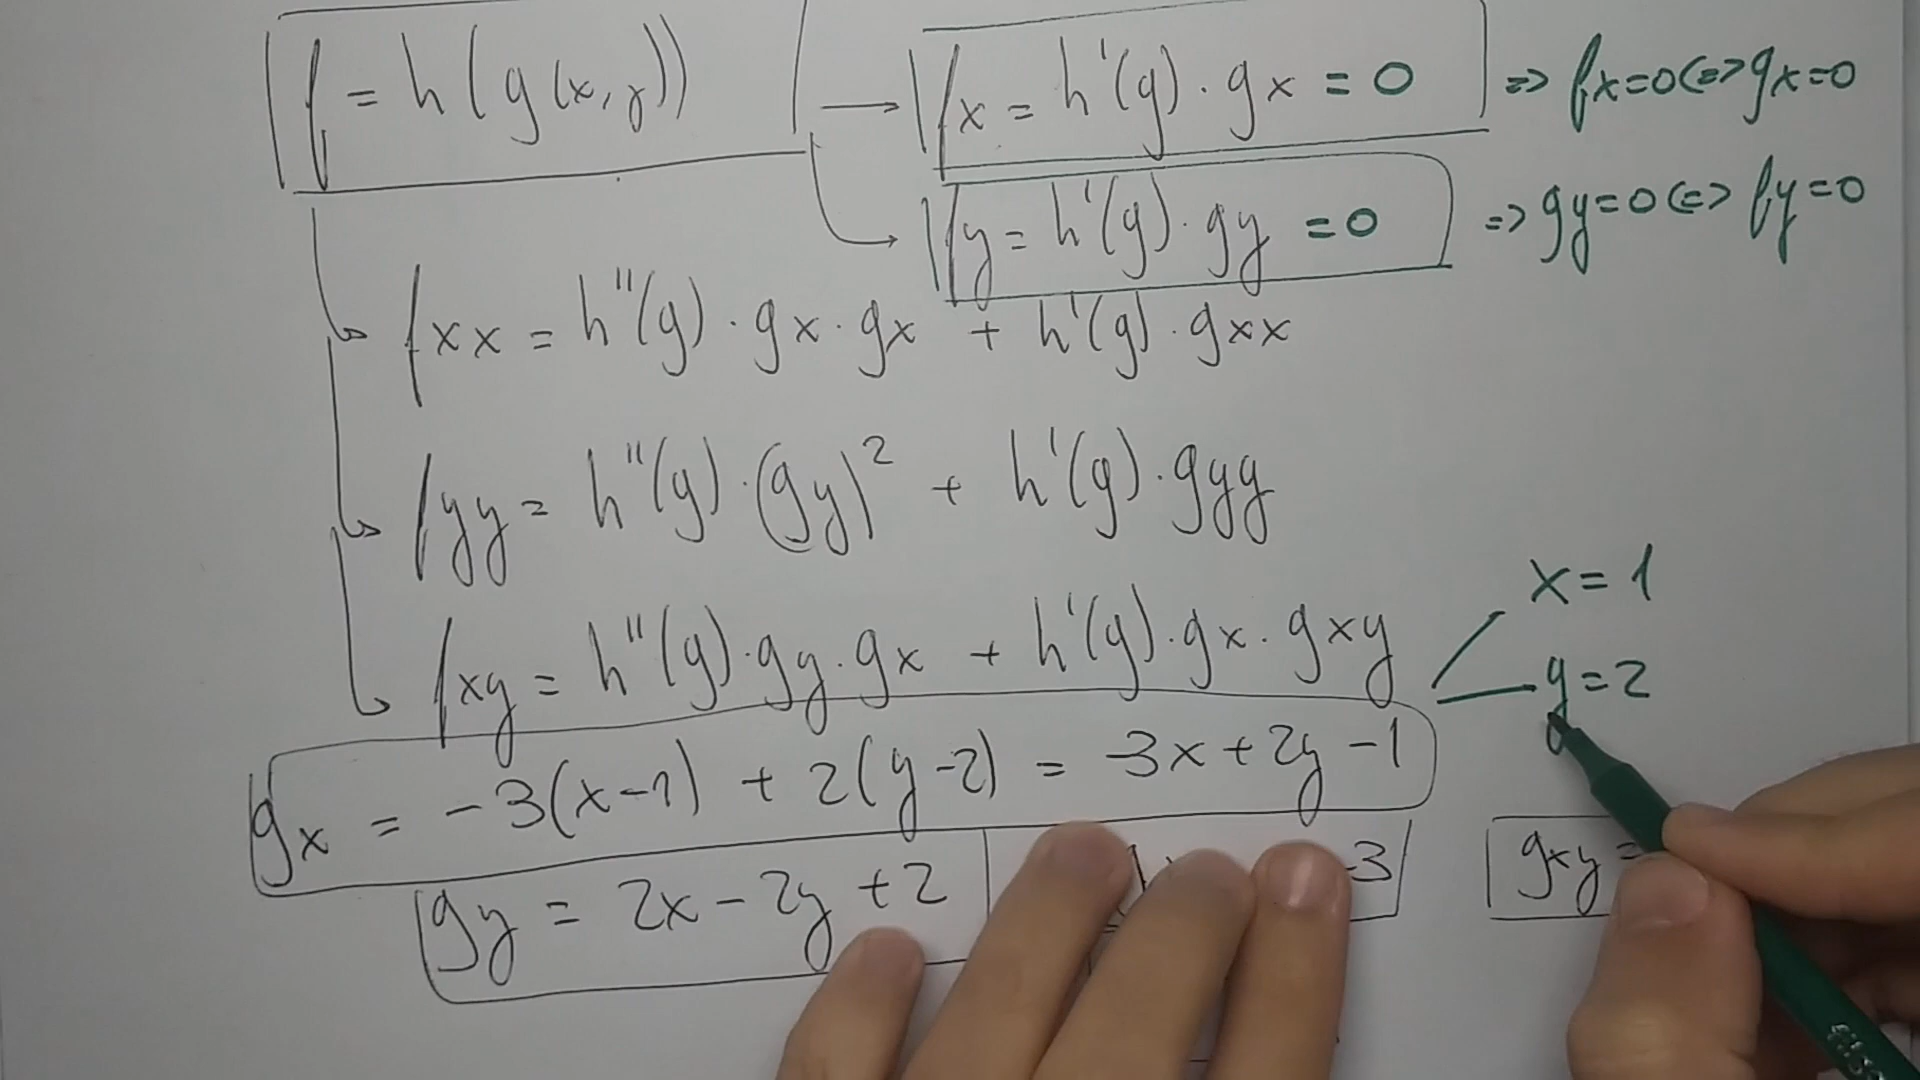 f = h(g(x,y))
fx = h'(g) · gx = 0 => fx=0 <=> gx=0
fy = h'(g) · gy = 0 => gy=0 <=> fy=0
fxx = h''(g) · gx · gx + h'(g) · gxx
fyy = h''(g) · (gy)² + h'(g) · gyy
x = 1
fxy = h''(g) · gy · gx + h'(g) · gx · gxy
y = 2
gx = -3(x-1) + 2(y-2) = -3x+2y-1
gy = 2x - 2y + 2
-3
gxy =